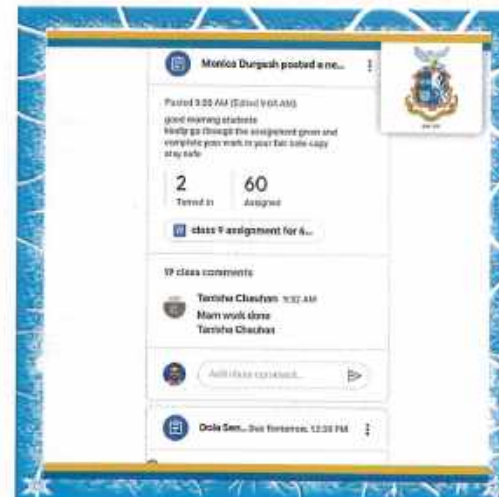 Monica Durgesh posted a ne...
Posted 9:00 AM (Edited 9:04 AM)
good morning students
kindly go through the assignment given and
complete your work in your fair note copy
stay safe
2
60
Turned in
Assigned
class 9 assignment for 6...
19 class comments
Tanisha Chauhan 9:32 AM
Mam work done
Tanisha Chauhan
Add class comment...
Dola Sen... Due Tomorrow, 12:30 PM